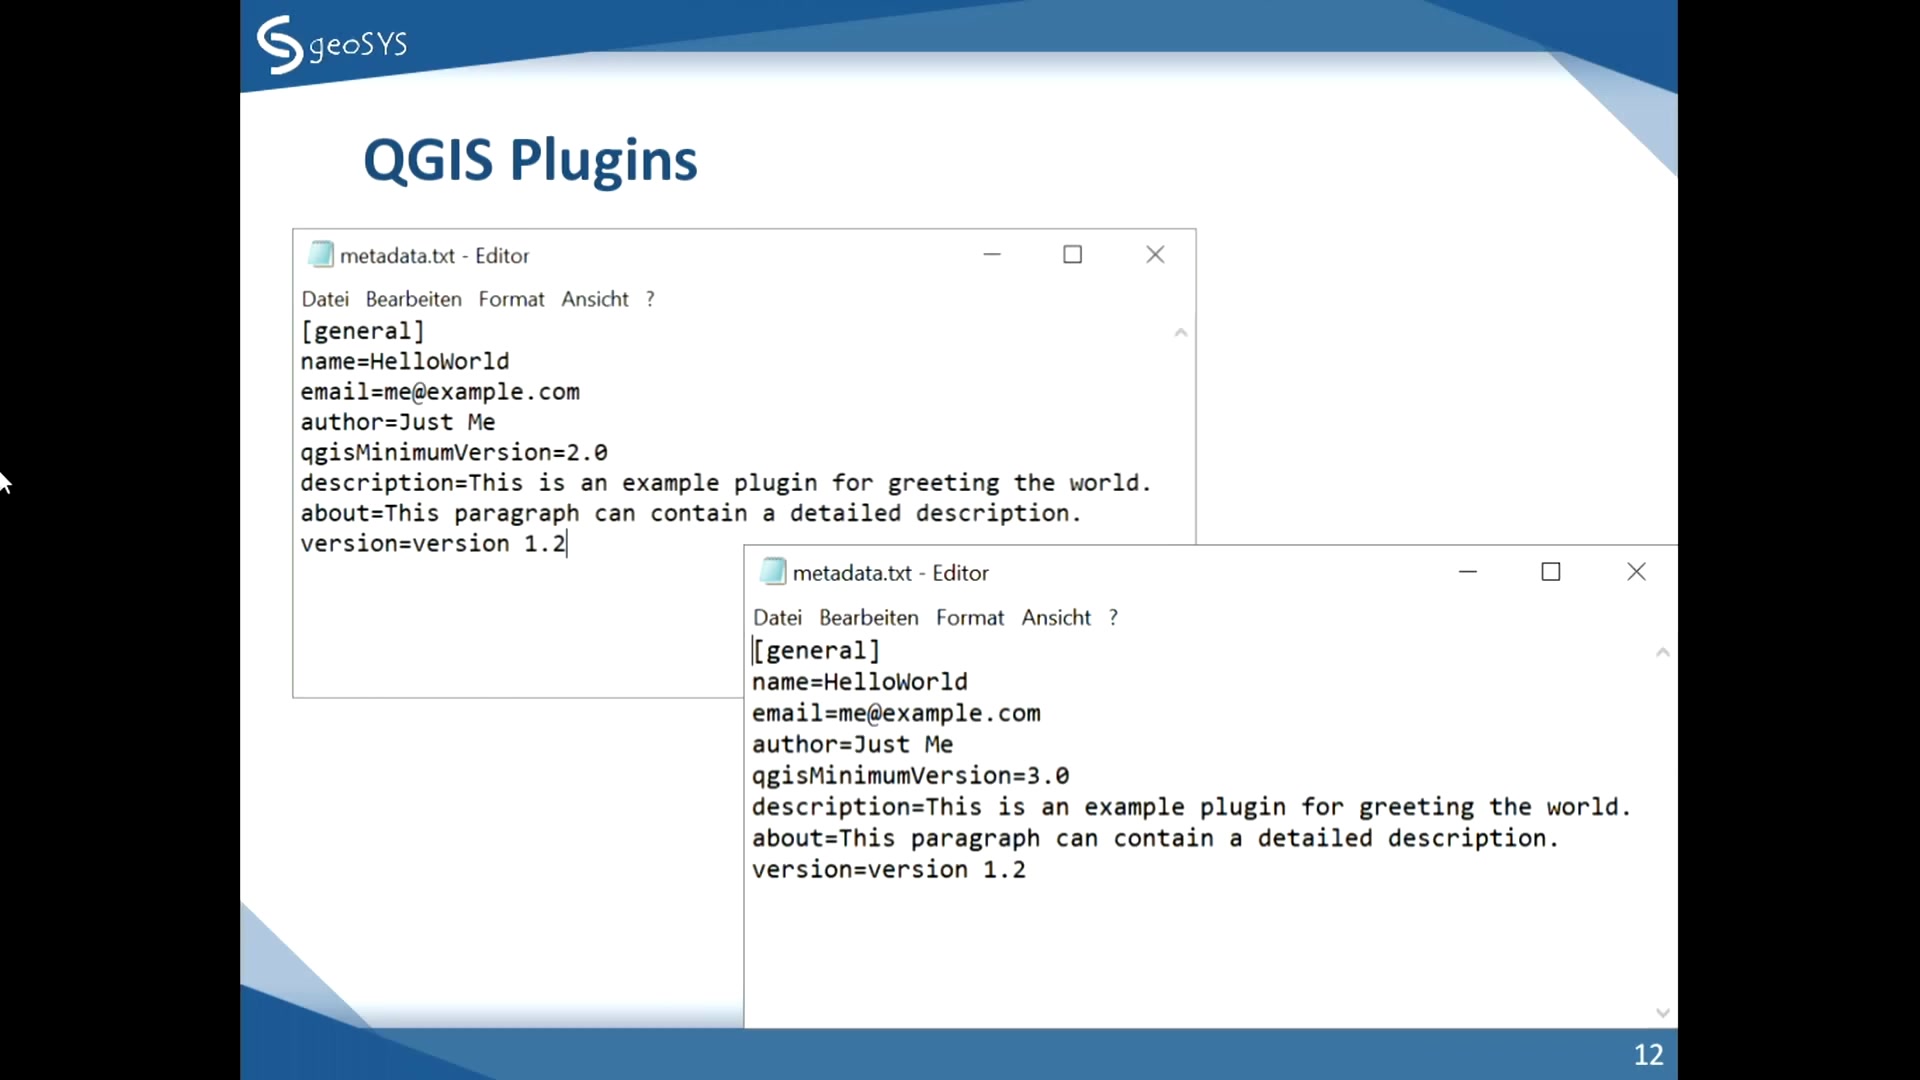 geoSYS
QGIS Plugins
metadata.txt - Editor
Datei Bearbeiten Format Ansicht ?
[general]
name=HelloWorld
email=me@example.com
author=Just Me
qgisMinimumVersion=2.0
description=This is an example plugin for greeting the world.
about=This paragraph can contain a detailed description.
version=version 1.2
metadata.txt - Editor
Datei Bearbeiten Format Ansicht ?
[general]
name=HelloWorld
email=me@example.com
author=Just Me
qgisMinimumVersion=3.0
description=This is an example plugin for greeting the world.
about=This paragraph can contain a detailed description.
version=version 1.2
12